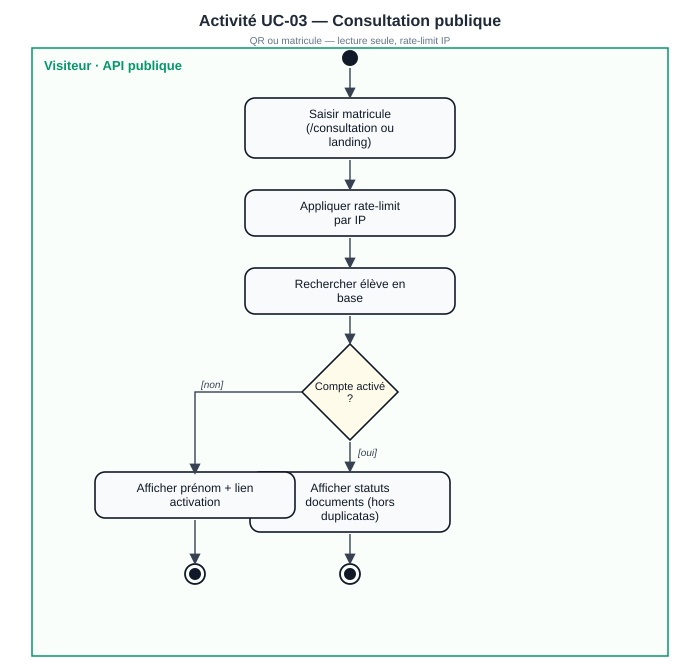 Activité UC-03 — Consultation publique
QR ou matricule — lecture seule, rate-limit IP
Visiteur · API publique
Saisir matricule
(/consultation ou
landing)
Appliquer rate-limit
par IP
Rechercher élève en
base
Compte activé
?
[non]
[oui]
Afficher prénom + lien
activation
Afficher statuts
documents (hors
duplicatas)